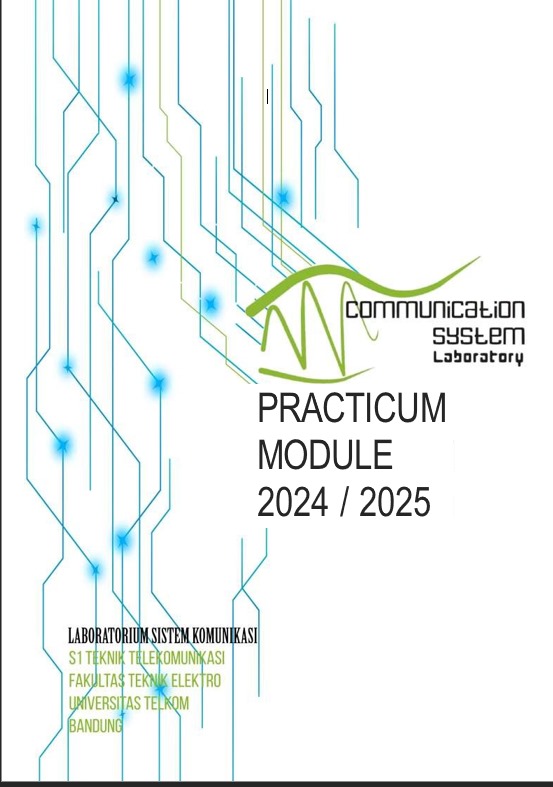 communication
system
Laboratory
PRACTICUM
MODULE
2024 / 2025
LABORATORIUM SISTEM KOMUNIKASI
S1 TEKNIK TELEKOMUNIKASI
FAKULTAS TEKNIK ELEKTRO
UNIVERSITAS TELKOM
BANDUNG